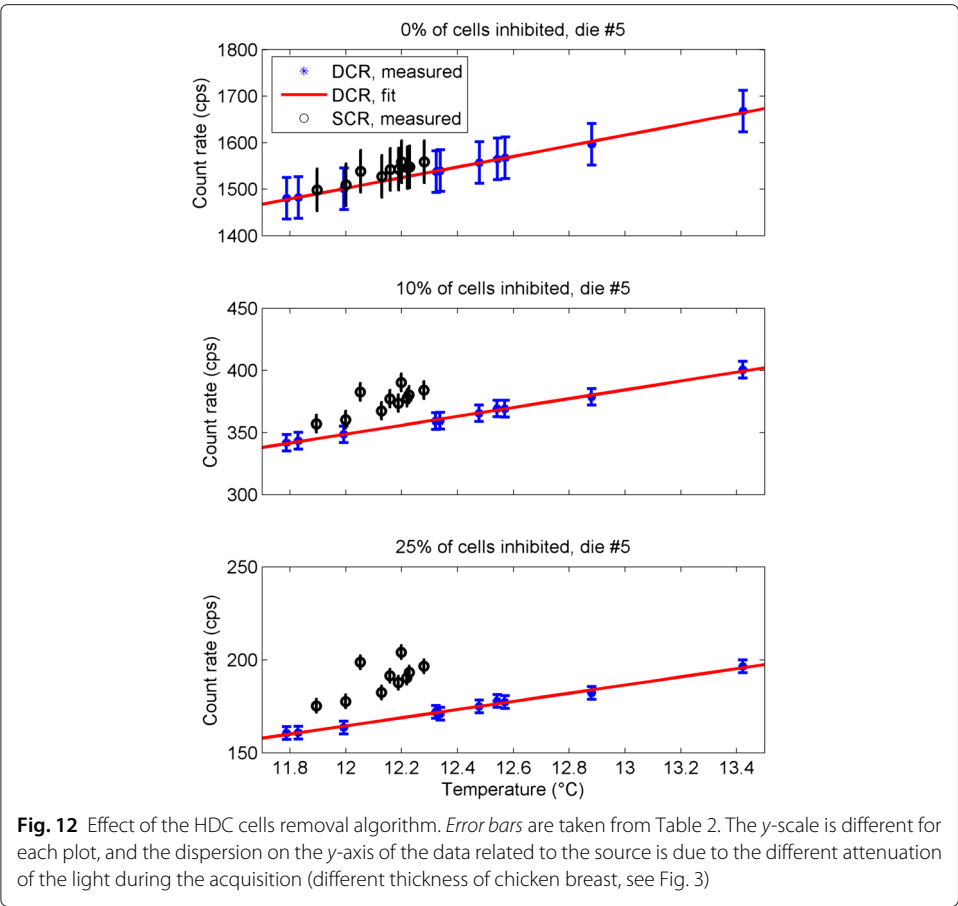 0% of cells inhibited, die #5
1800
1700
1600
1500
1400
Count rate (cps)
DCR, measured
DCR, fit
SCR, measured
10% of cells inhibited, die #5
450
400
350
300
Count rate (cps)
25% of cells inhibited, die #5
250
200
150
Count rate (cps)
11.8 12 12.2 12.4 12.6 12.8 13 13.2 13.4
Temperature (°C)
Fig. 12 Effect of the HDC cells removal algorithm. Error bars are taken from Table 2. The y-scale is different for
each plot, and the dispersion on the y-axis of the data related to the source is due to the different attenuation
of the light during the acquisition (different thickness of chicken breast, see Fig. 3)